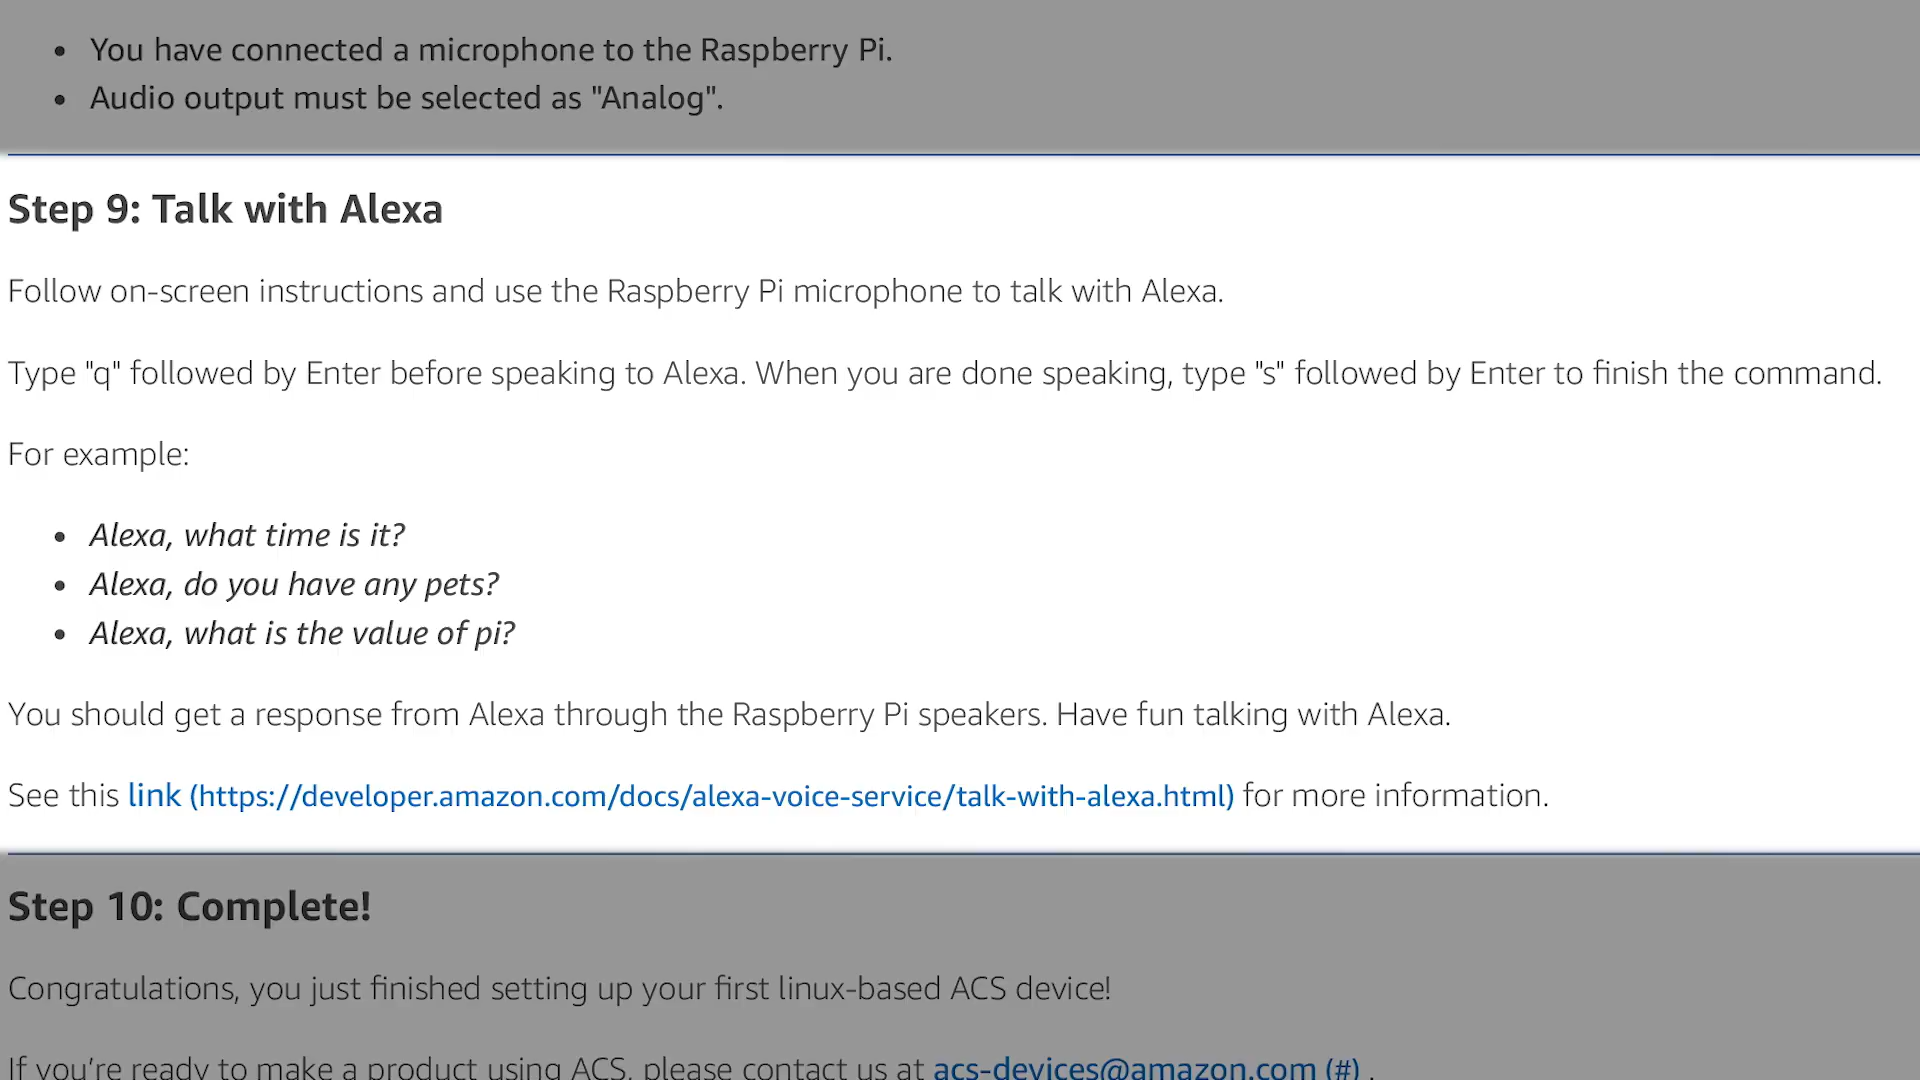 You have connected a microphone to the Raspberry Pi.
Audio output must be selected as "Analog".
Step 9: Talk with Alexa
Follow on-screen instructions and use the Raspberry Pi microphone to talk with Alexa.
Type "q" followed by Enter before speaking to Alexa. When you are done speaking, type "s" followed by Enter to finish the command.
For example:
Alexa, what time is it?
Alexa, do you have any pets?
Alexa, what is the value of pi?
You should get a response from Alexa through the Raspberry Pi speakers. Have fun talking with Alexa.
See this link (https://developer.amazon.com/docs/alexa-voice-service/talk-with-alexa.html) for more information.
Step 10: Complete!
Congratulations, you just finished setting up your first linux-based ACS device!
If you're ready to make a product using ACS, please contact us at acs-devices@amazon.com (#) .